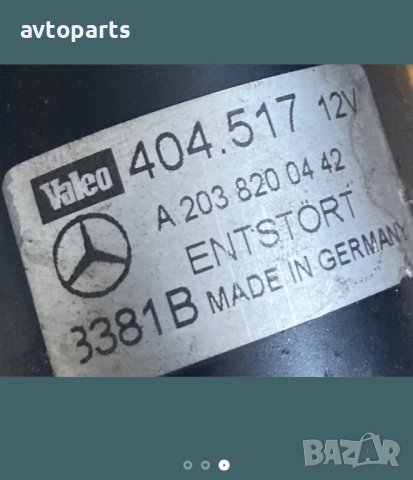 avtoparts
Valeo 404.517 12V
A 203 820 04 42
ENTSTÖRT
3381B MADE IN GERMANY
BAZAR